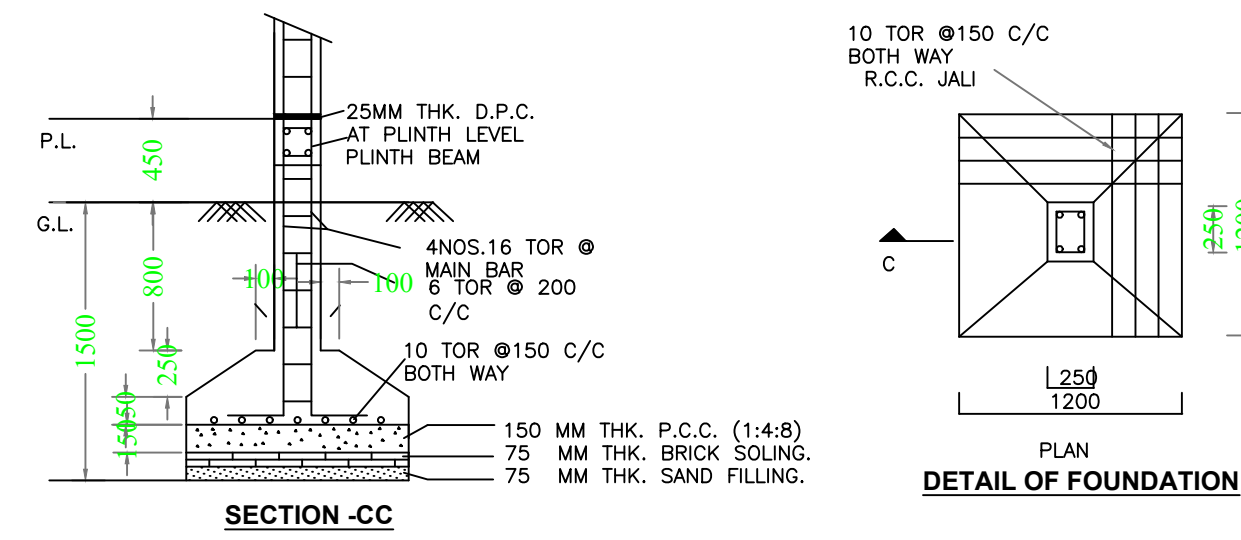 25MM THK. D.P.C.
AT PLINTH LEVEL
PLINTH BEAM
P.L.
450
G.L.
4NOS.16 TOR @
MAIN BAR
6 TOR @ 200
C/C
100
100
800
1500
250
10 TOR @150 C/C
BOTH WAY
150
150 MM THK. P.C.C. (1:4:8)
75 MM THK. BRICK SOLING.
75 MM THK. SAND FILLING.
SECTION -CC
10 TOR @150 C/C
BOTH WAY
R.C.C. JALI
C
250
250
1200
PLAN
DETAIL OF FOUNDATION